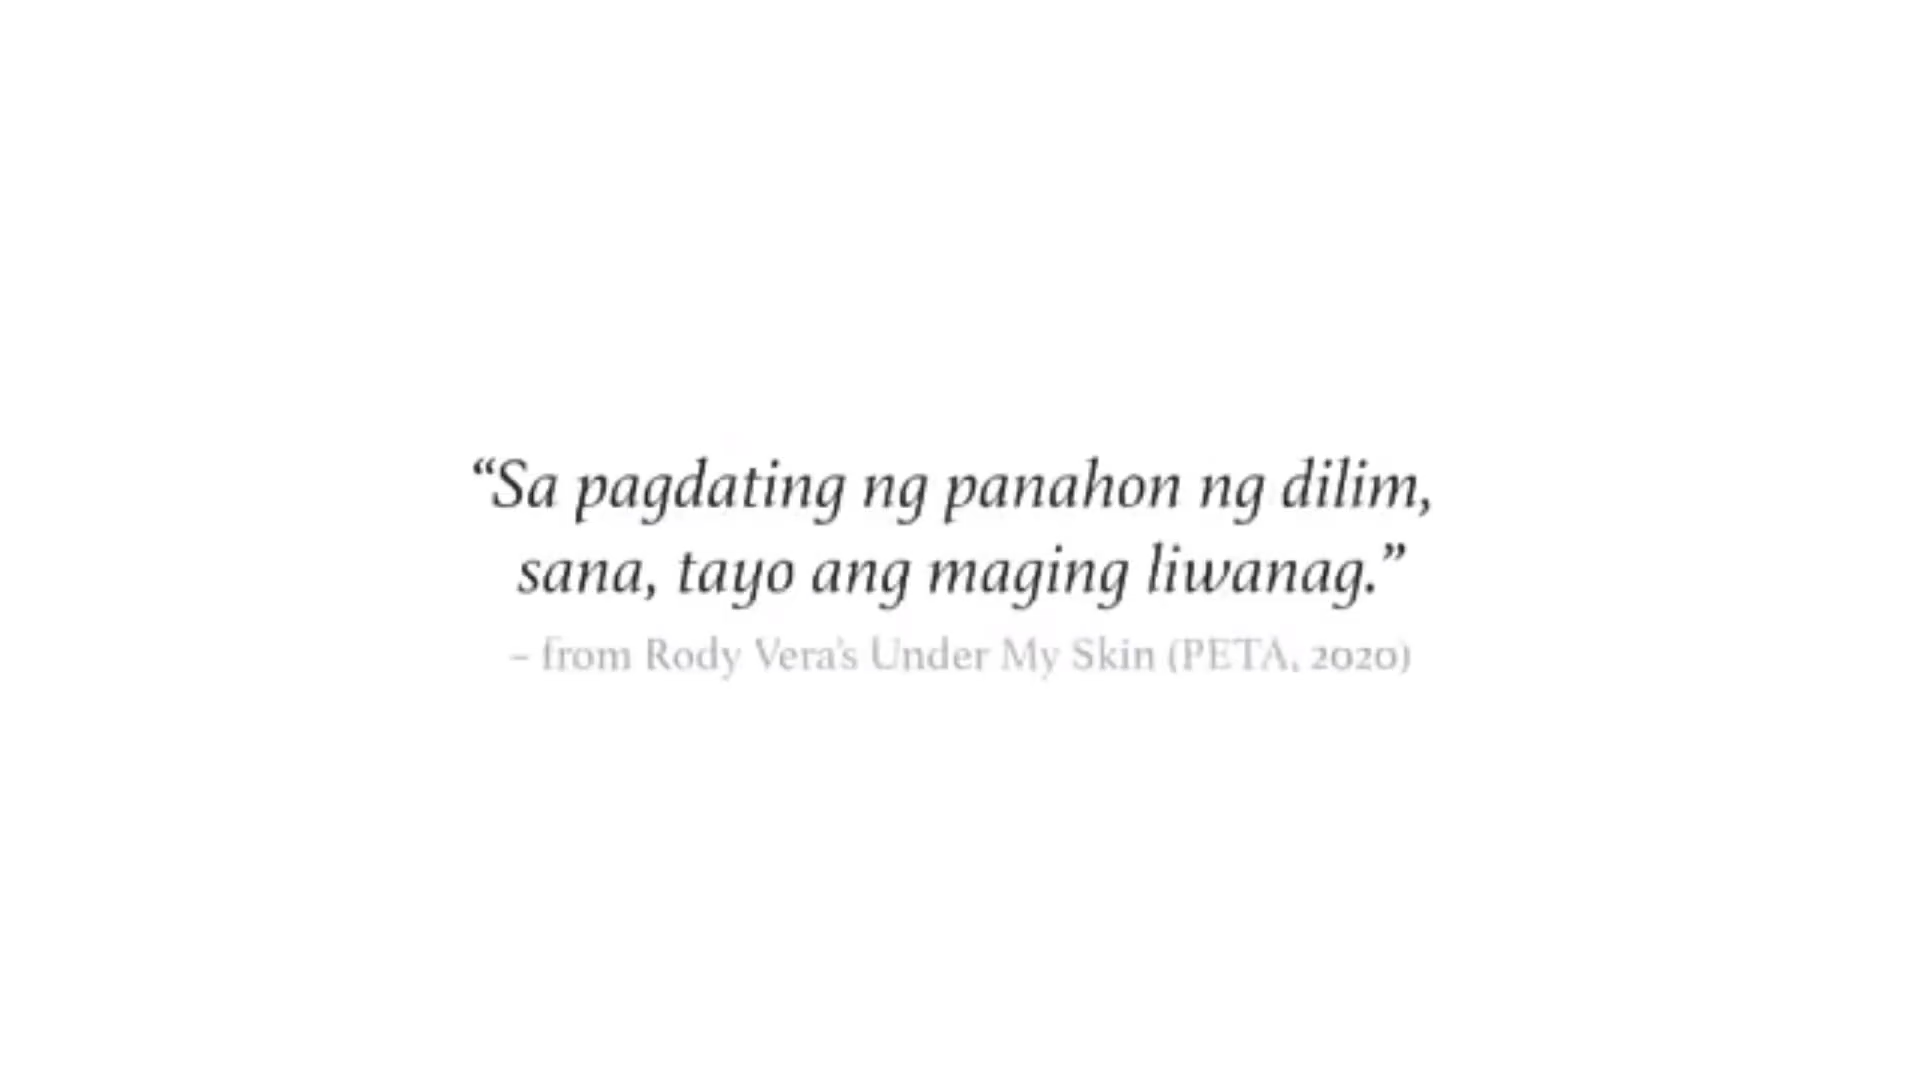 “Sa pagdating ng panahon ng dilim,
sana, tayo ang maging liwanag.”
– from Rody Vera's Under My Skin (PETA, 2020)